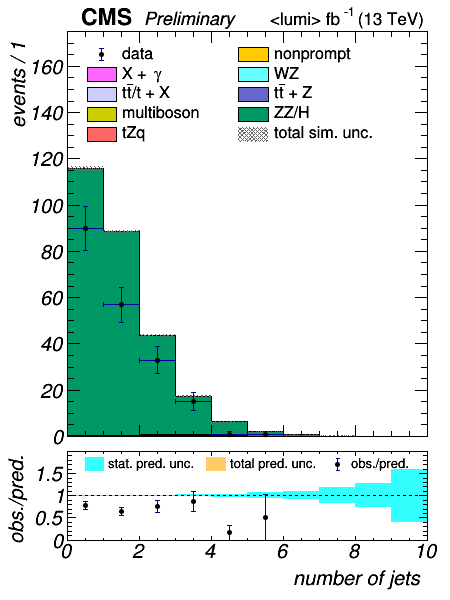 CMS Preliminary <lumi> fb⁻¹ (13 TeV)
events / 1
160
140
120
100
80
60
40
20
0
data
nonprompt
X + γ
WZ
tt̄/t + X
tt̄ + Z
multiboson
ZZ/H
tZq
total sim. unc.
obs./pred.
1.5
1
0.5
0
stat. pred. unc. total pred. unc. obs./pred.
0 2 4 6 8 10
number of jets